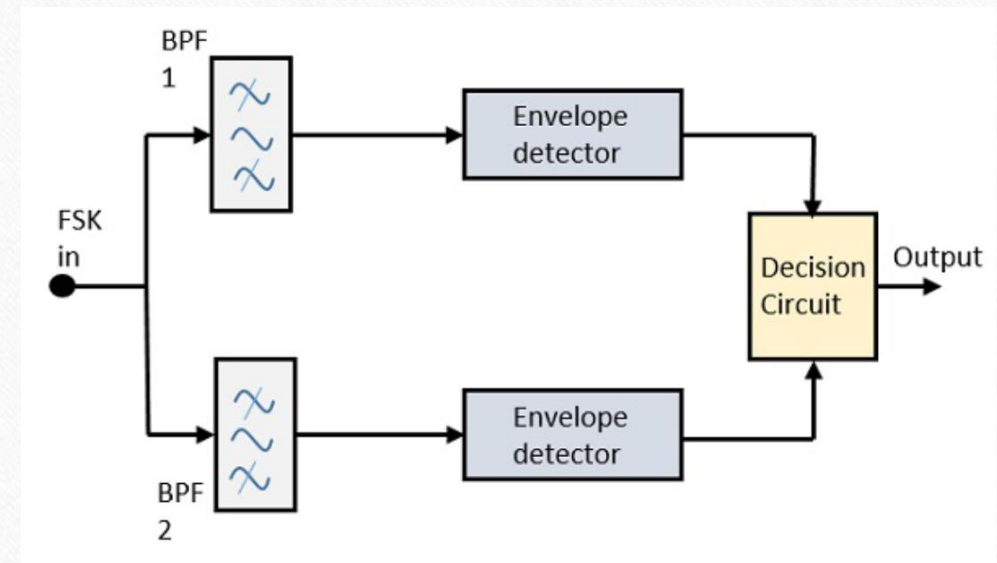 BPF
1
Envelope
detector
FSK
in
Decision
Circuit
Output
Envelope
detector
BPF
2